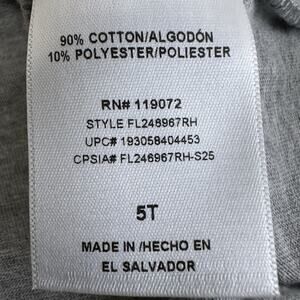 90% COTTON/ALGODÓN
10% POLYESTER/POLIESTER
RN# 119072
STYLE FL246967RH
UPC# 193058404453
CPSIA# FL246967RH-S25
5T
MADE IN /HECHO EN
EL SALVADOR